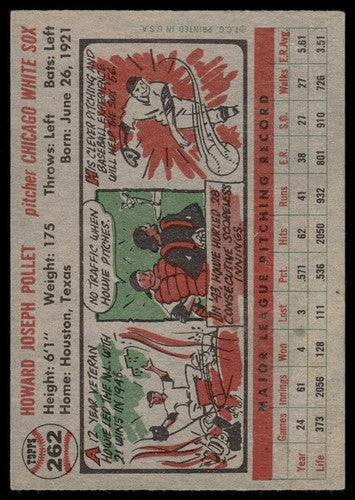 TOPPS
262
HOWARD JOSEPH POLLET pitcher CHICAGO WHITE SOX
Height: 6'1" Weight: 175 Throws: Left Bats: Left
Home: Houston, Texas Born: June 26, 1921
A 12 YEAR VETERAN,
HOWIE LED THE N.L. WITH
21 WINS IN 1946.
NO TRAFFIC WHEN
HOWIE PITCHES.
IN '43, HOWIE HURLED 28
CONSECUTIVE SCORELESS
INNINGS.
HIS CLEVER PITCHING AND
BASEBALL EXPERIENCE
WILL HELP THE SOX IN '56.
©T.C.G. PRINTED IN U.S.A.
MAJOR LEAGUE PITCHING RECORD
Games Innings Won Lost Pct. Hits Runs E.R. S.O. Walks E.R.Avg.
Year 24 61 4 3 .571 62 41 38 27 27 5.61
Life 373 2056 128 111 .536 2050 932 801 910 726 3.51